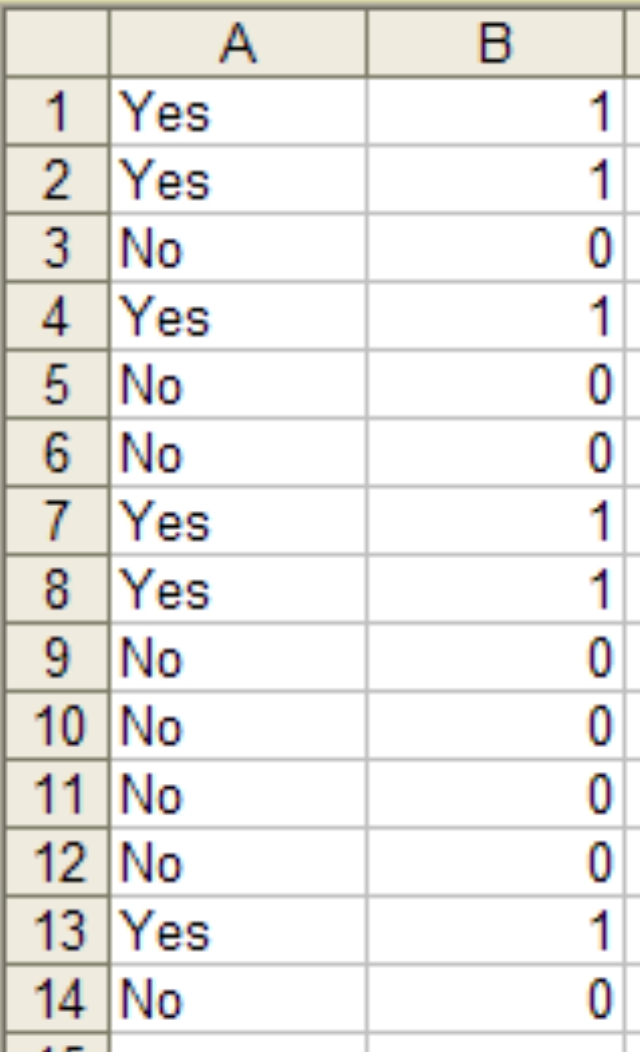 A B
1 Yes 1
2 Yes 1
3 No 0
4 Yes 1
5 No 0
6 No 0
7 Yes 1
8 Yes 1
9 No 0
10 No 0
11 No 0
12 No 0
13 Yes 1
14 No 0